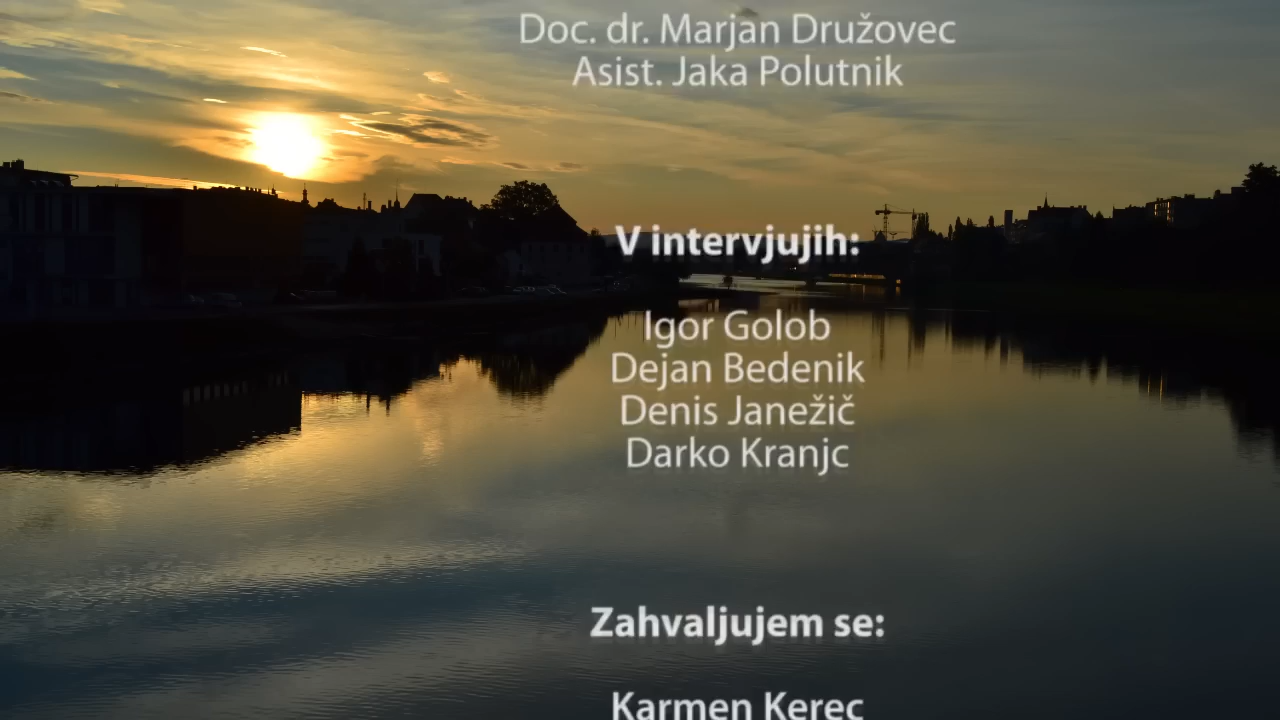 Doc. dr. Marjan Družovec
Asist. Jaka Polutnik
V intervjujih:
Igor Golob
Dejan Bedenik
Denis Janežič
Darko Kranjc
Zahvaljujem se:
Karmen Kerec